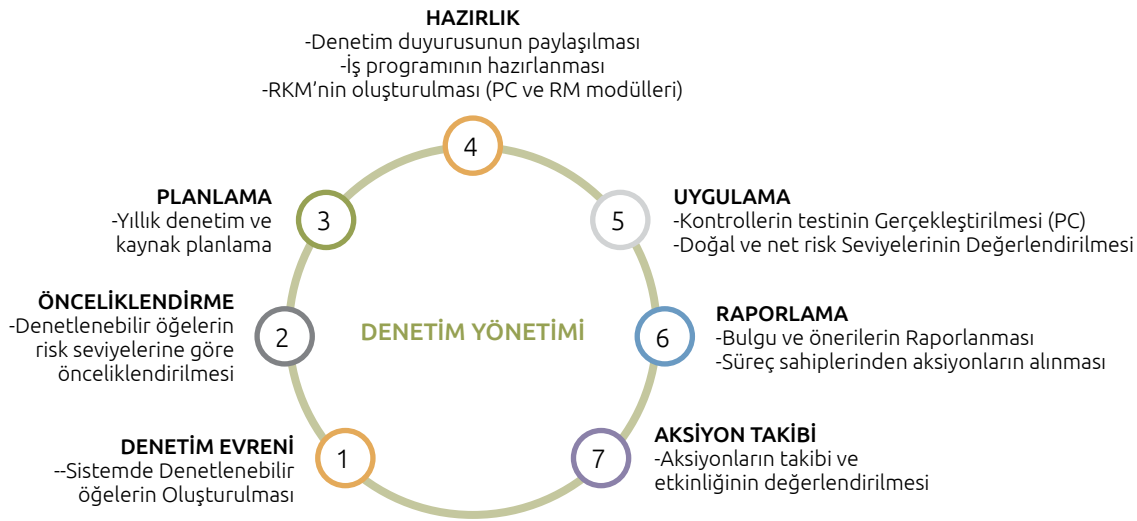 HAZIRLIK
-Denetim duyurusunun paylaşılması
-İş programının hazırlanması
-RKM'nin oluşturulması (PC ve RM modülleri)
4
PLANLAMA
-Yıllık denetim ve
kaynak planlama
3
5
UYGULAMA
-Kontrollerin testinin Gerçekleştirilmesi (PC)
-Doğal ve net risk Seviyelerinin Değerlendirilmesi
ÖNCELİKLENDİRME
-Denetlenebilir öğelerin
risk seviyelerine göre
önceliklendirilmesi
2
DENETİM YÖNETİMİ
6
RAPORLAMA
-Bulgu ve önerilerin Raporlanması
-Süreç sahiplerinden aksiyonların alınması
DENETİM EVRENİ
--Sistemde Denetlenebilir
öğelerin Oluşturulması
1
7
AKSİYON TAKİBİ
-Aksiyonların takibi ve
etkinliğinin değerlendirilmesi